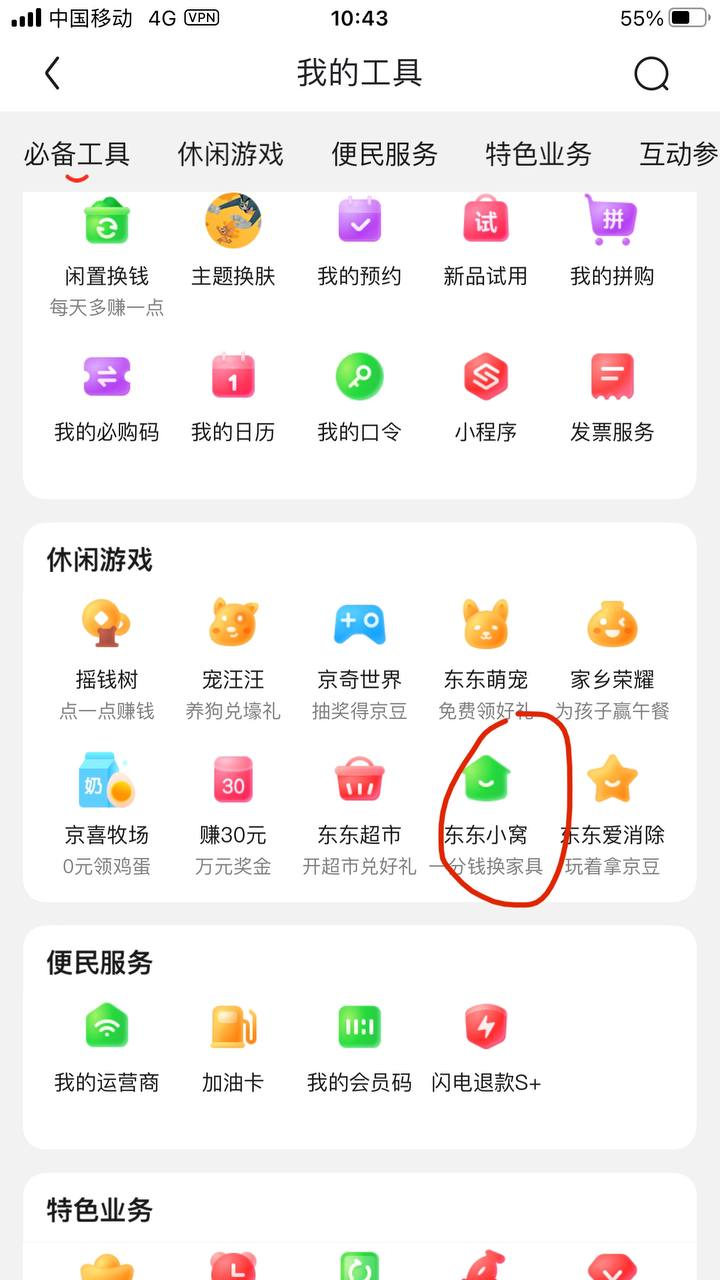 中国移动 4G VPN 10:43 55%
我的工具
必备工具 休闲游戏 便民服务 特色业务 互动参
试 拼
闲置换钱 主题换肤 我的预约 新品试用 我的拼购
每天多赚一点
1
我的必购码 我的日历 我的口令 小程序 发票服务
休闲游戏
摇钱树 宠汪汪 京奇世界 东东萌宠 家乡荣耀
点一点赚钱 养狗兑壕礼 抽奖得京豆 免费领好礼 为孩子赢午餐
奶 30
京喜牧场 赚30元 东东超市 东东小窝 东东爱消除
0元领鸡蛋 万元奖金 开超市兑好礼 一分钱换家具 玩着拿京豆
便民服务
我的运营商 加油卡 我的会员码 闪电退款S+
特色业务